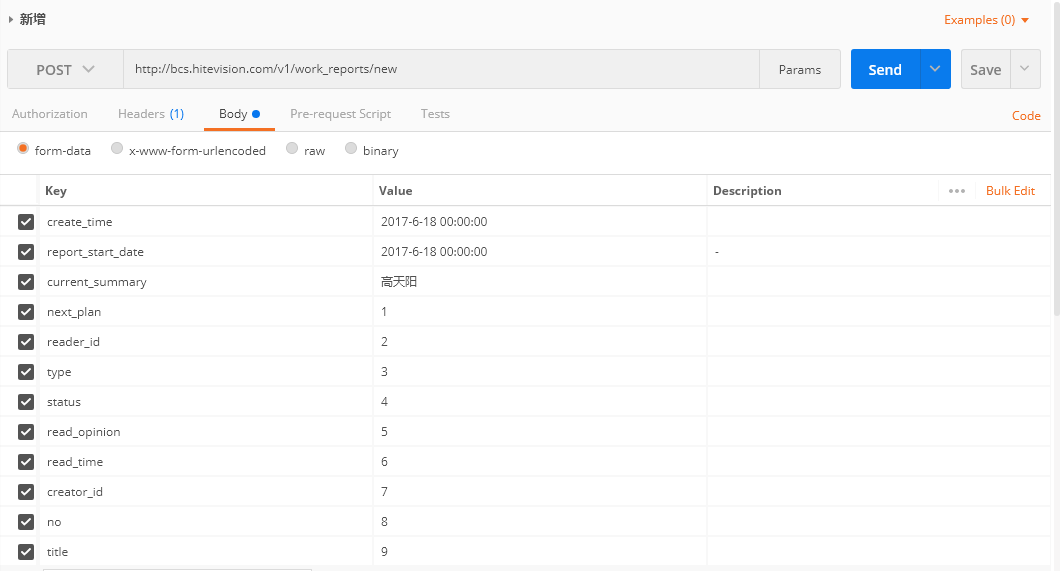 新增 Examples (0)
POST http://bcs.hitevision.com/v1/work_reports/new Params Send Save
Authorization Headers (1) Body Pre-request Script Tests Code
form-data x-www-form-urlencoded raw binary
Key Value Description ••• Bulk Edit
create_time 2017-6-18 00:00:00
report_start_date 2017-6-18 00:00:00 -
current_summary 高天阳
next_plan 1
reader_id 2
type 3
status 4
read_opinion 5
read_time 6
creator_id 7
no 8
title 9